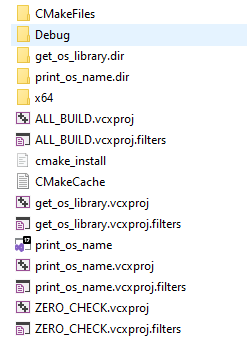 CMakeFiles
Debug
get_os_library.dir
print_os_name.dir
x64
ALL_BUILD.vcxproj
ALL_BUILD.vcxproj.filters
cmake_install
CMakeCache
get_os_library.vcxproj
get_os_library.vcxproj.filters
print_os_name
print_os_name.vcxproj
print_os_name.vcxproj.filters
ZERO_CHECK.vcxproj
ZERO_CHECK.vcxproj.filters